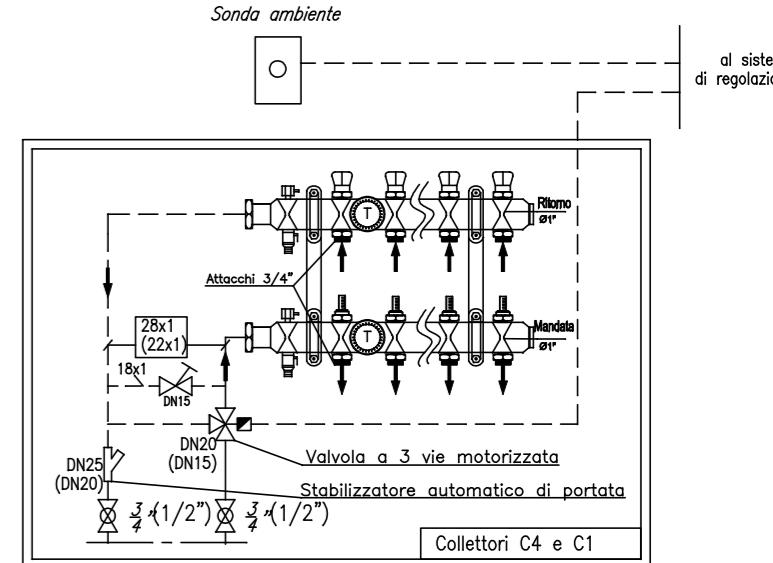 Sonda ambiente
al siste
di regolazio
Ritorno
Ø1"
T
Attacchi 3/4"
28x1
(22x1)
Mandata
Ø1"
T
18x1
DN15
DN20
(DN15)
Valvola a 3 vie motorizzata
DN25
(DN20)
Stabilizzatore automatico di portata
3/4"(1/2") 3/4"(1/2")
Collettori C4 e C1